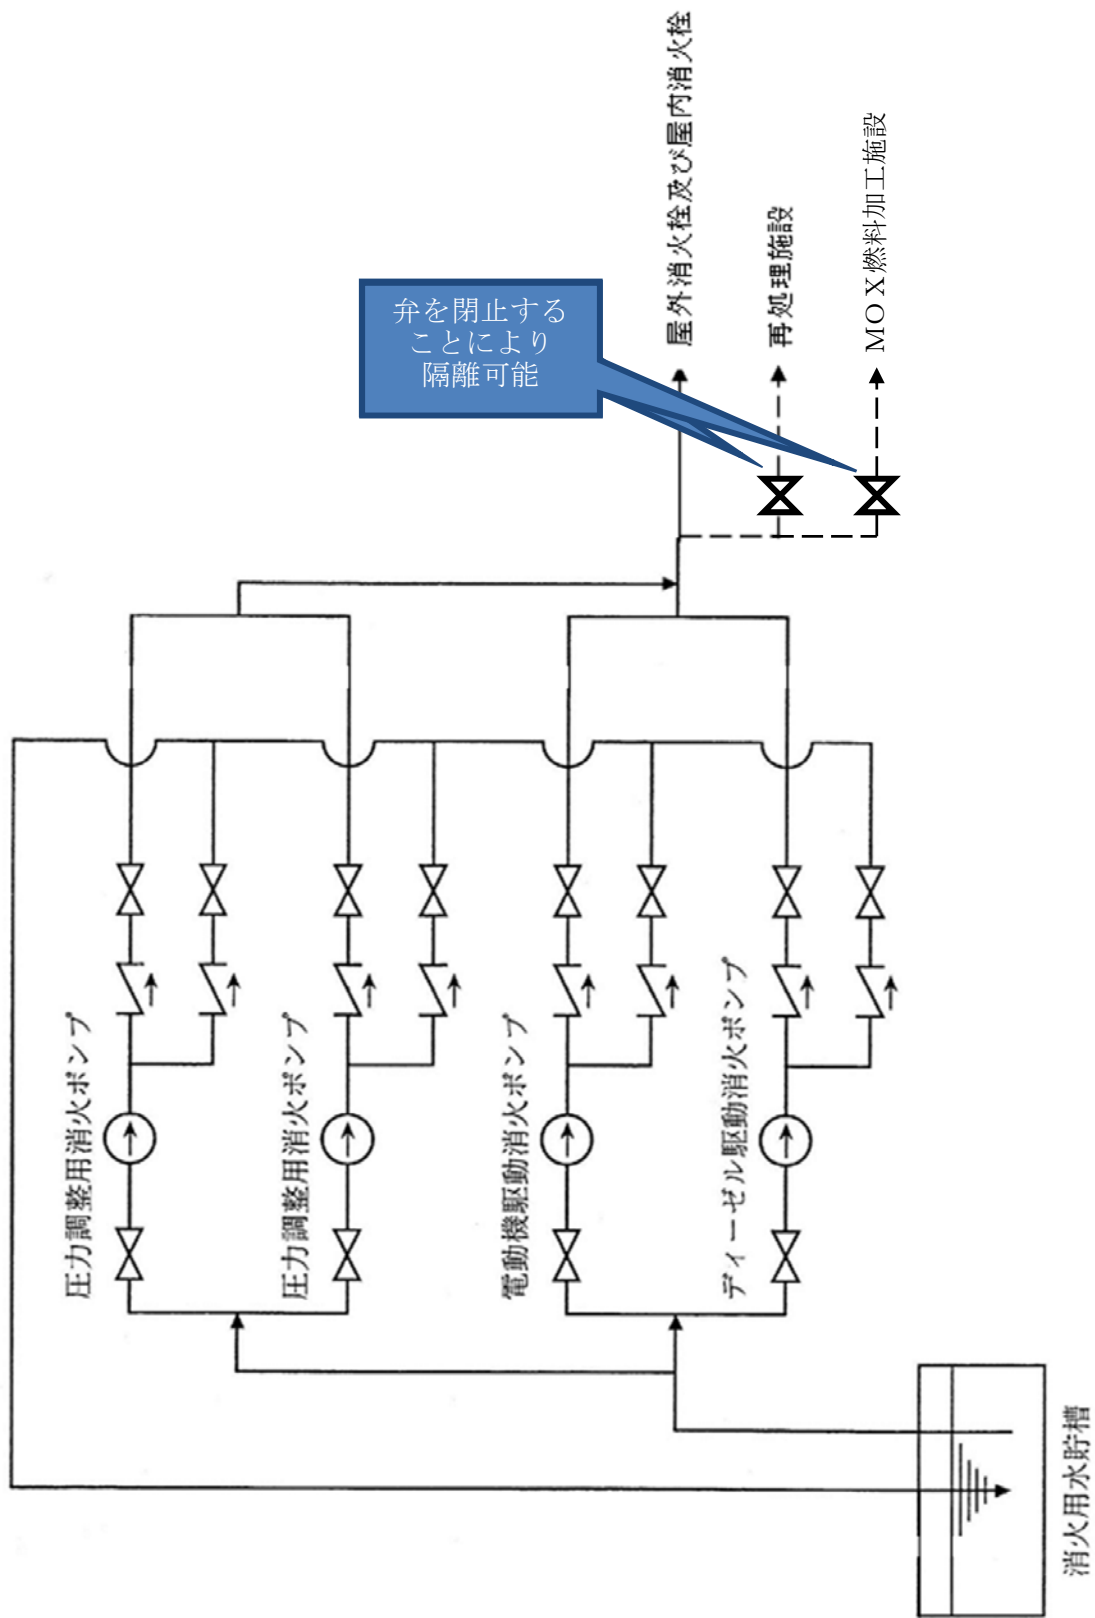 弁を閉止する
ことにより
隔離可能
圧力調整用消火ポンプ
圧力調整用消火ポンプ
電動機駆動消火ポンプ
ディーゼル駆動消火ポンプ
消火用水貯槽
屋外消火栓及び屋内消火栓
再処理施設
MOX燃料加工施設